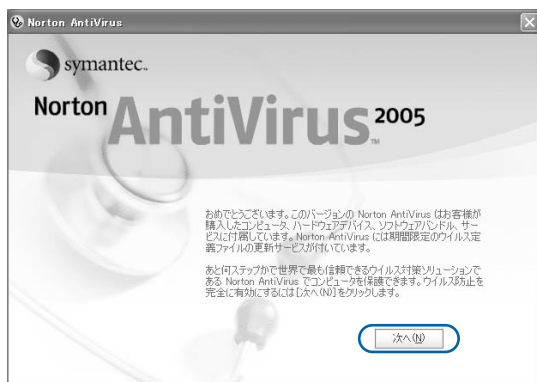 Norton AntiVirus
symantec™
Norton AntiVirus™ 2005
おめでとうございます。このバージョンの Norton AntiVirus はお客様が
購入したコンピュータ、ハードウェアデバイス、ソフトウェアバンドル、サー
ビスに付属しています。Norton AntiVirus には期間限定のウイルス定
義ファイルの更新サービスが付いています。
あと何ステップかで世界で最も信頼できるウイルス対策ソリューションで
ある Norton AntiVirus でコンピュータを保護できます。ウイルス防止を
完全に有効にするには[次へ(N)]をクリックします。
次へ(N)